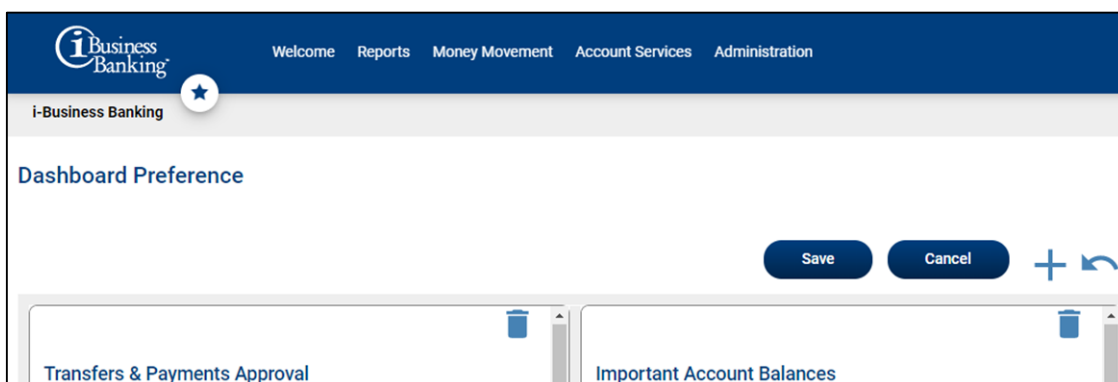 iBusiness
Banking
Welcome Reports Money Movement Account Services Administration
i-Business Banking
Dashboard Preference
Save Cancel
Transfers & Payments Approval Important Account Balances